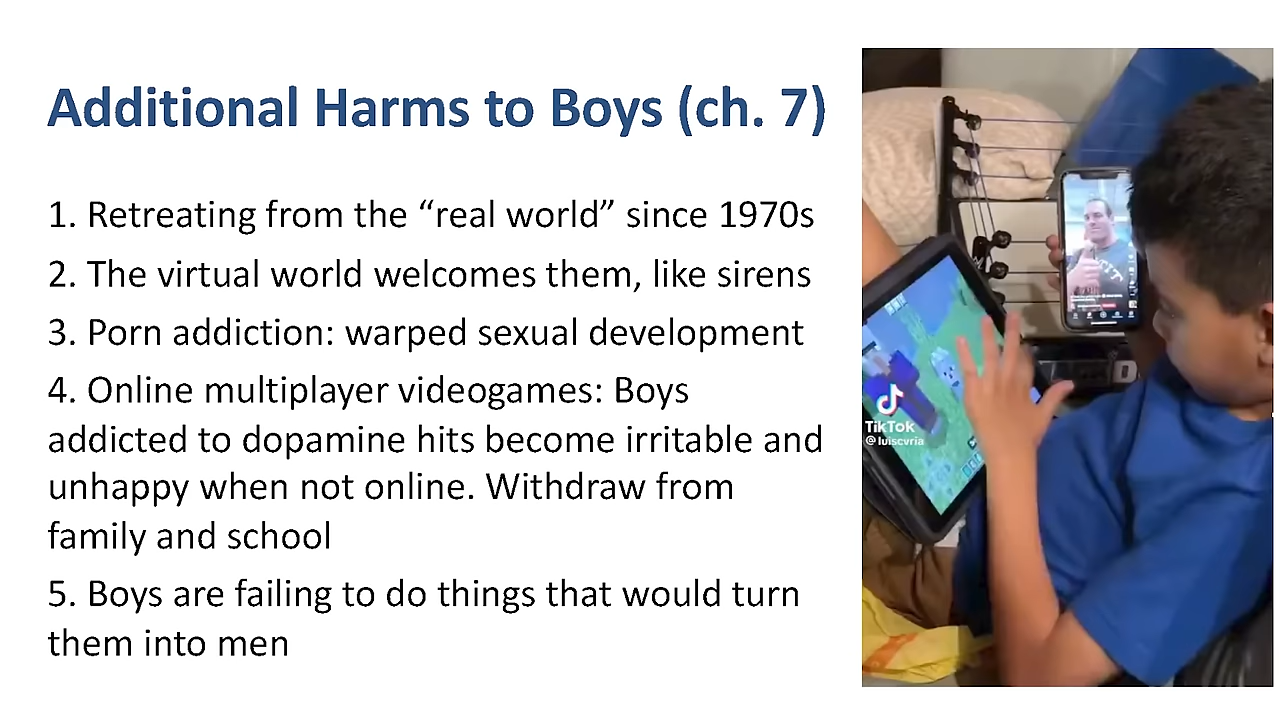 Additional Harms to Boys (ch. 7)
1. Retreating from the “real world” since 1970s
2. The virtual world welcomes them, like sirens
3. Porn addiction: warped sexual development
4. Online multiplayer videogames: Boys
addicted to dopamine hits become irritable and
unhappy when not online. Withdraw from
family and school
5. Boys are failing to do things that would turn
them into men
TikTok
@luiscvria